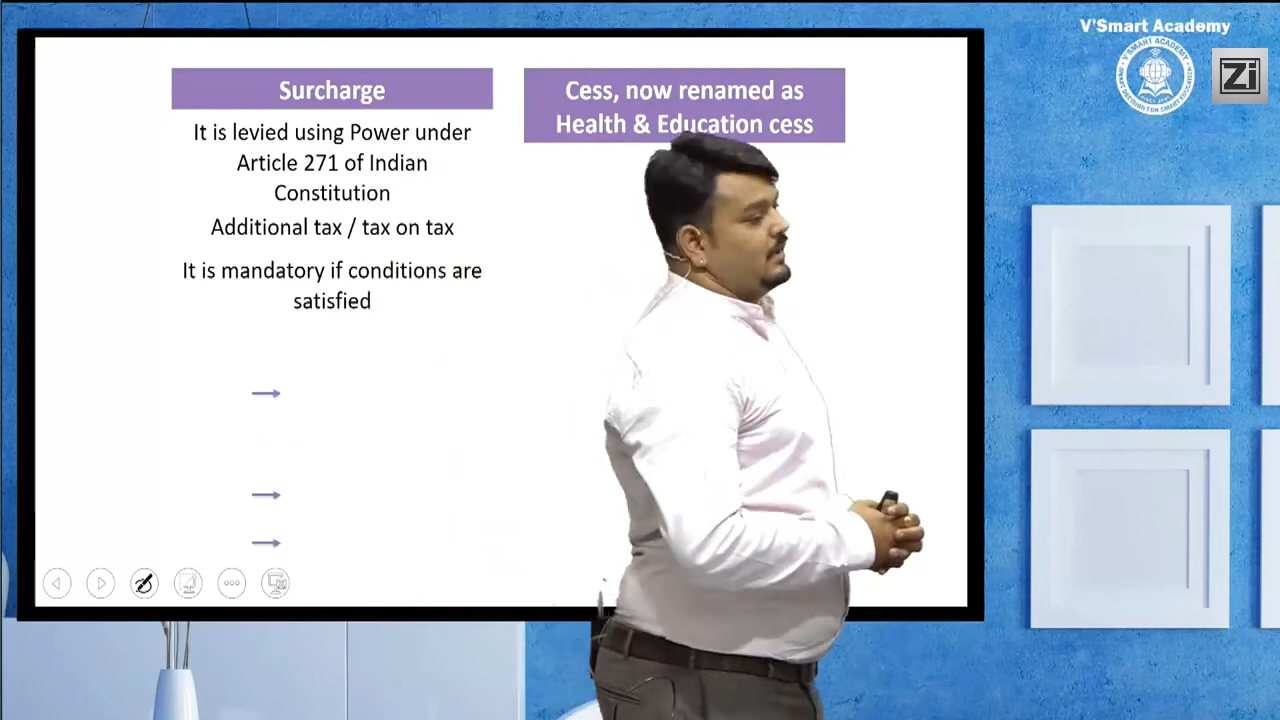 V'Smart Academy
Zi
Surcharge
It is levied using Power under
Article 271 of Indian
Constitution
Additional tax / tax on tax
It is mandatory if conditions are
satisfied
Cess, now renamed as
Health & Education cess